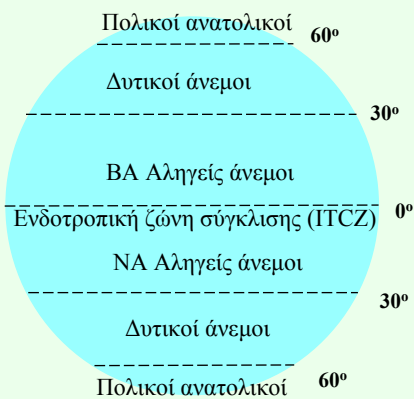 Πολικοί ανατολικοί
60º
Δυτικοί άνεμοι
30º
ΒΑ Αληγείς άνεμοι
0º
Ενδοτροπική ζώνη σύγκλισης (ITCZ)
ΝΑ Αληγείς άνεμοι
30º
Δυτικοί άνεμοι
60º
Πολικοί ανατολικοί